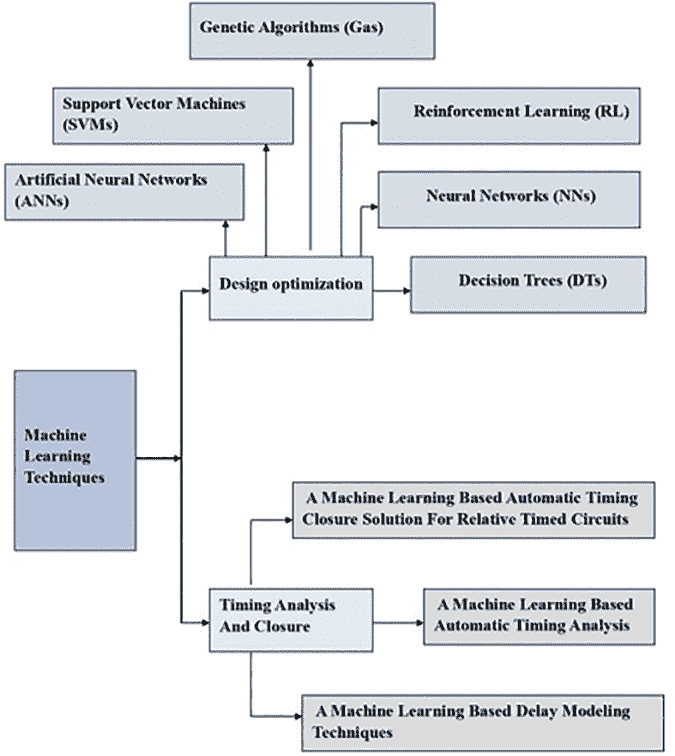 Genetic Algorithms (Gas)
Support Vector Machines
(SVMs)
Reinforcement Learning (RL)
Artificial Neural Networks
(ANNs)
Neural Networks (NNs)
Design optimization
Decision Trees (DTs)
Machine
Learning
Techniques
A Machine Learning Based Automatic Timing
Closure Solution For Relative Timed Circuits
Timing Analysis
And Closure
A Machine Learning Based
Automatic Timing Analysis
A Machine Learning Based Delay Modeling
Techniques